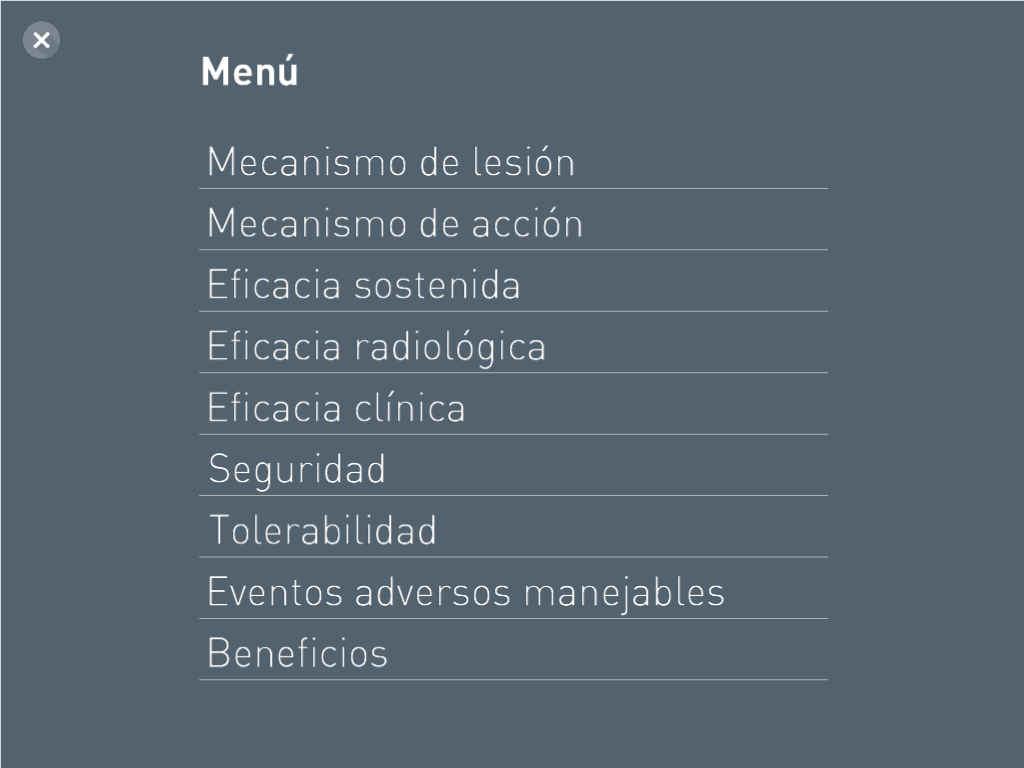 Menú
Mecanismo de lesión
Mecanismo de acción
Eficacia sostenida
Eficacia radiológica
Eficacia clínica
Seguridad
Tolerabilidad
Eventos adversos manejables
Beneficios